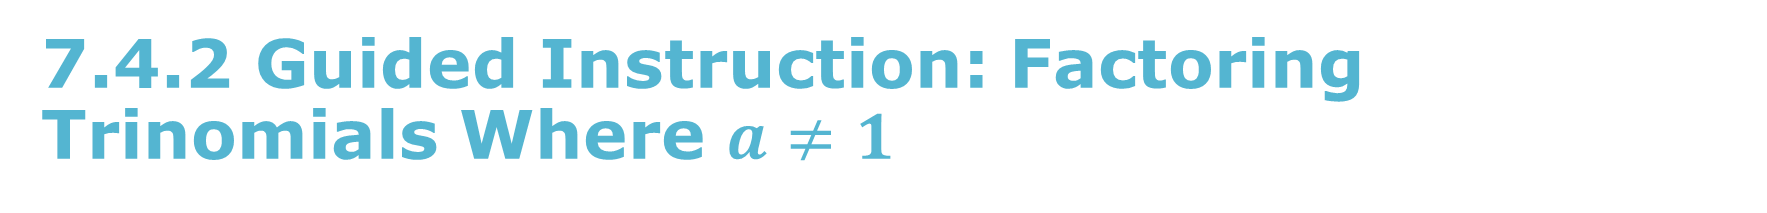 7.4.2 Guided Instruction: Factoring
Trinomials Where 𝒂 ≠ 𝟏